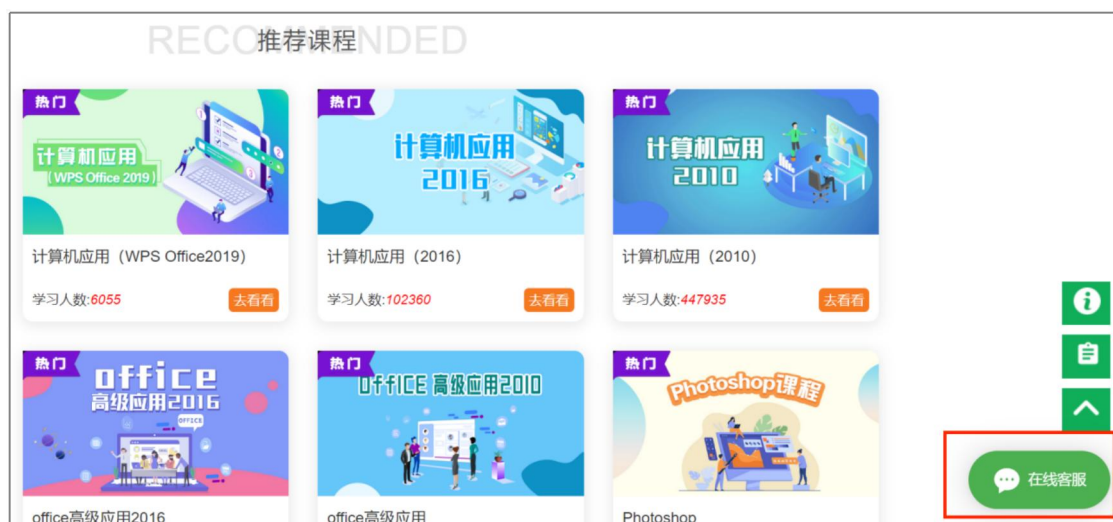 RECOMMENDED
推荐课程
热门
计算机应用
(WPS Office 2019)
计算机应用（WPS Office2019）
学习人数:6055
去看看
热门
计算机应用
2016
计算机应用（2016）
学习人数:102360
去看看
热门
计算机应用
2010
计算机应用（2010）
学习人数:447935
去看看
热门
office
高级应用2016
OFFICE
office高级应用2016
热门
OffICE 高级应用2010
office高级应用
热门
Photoshop课程
Photoshop
在线客服